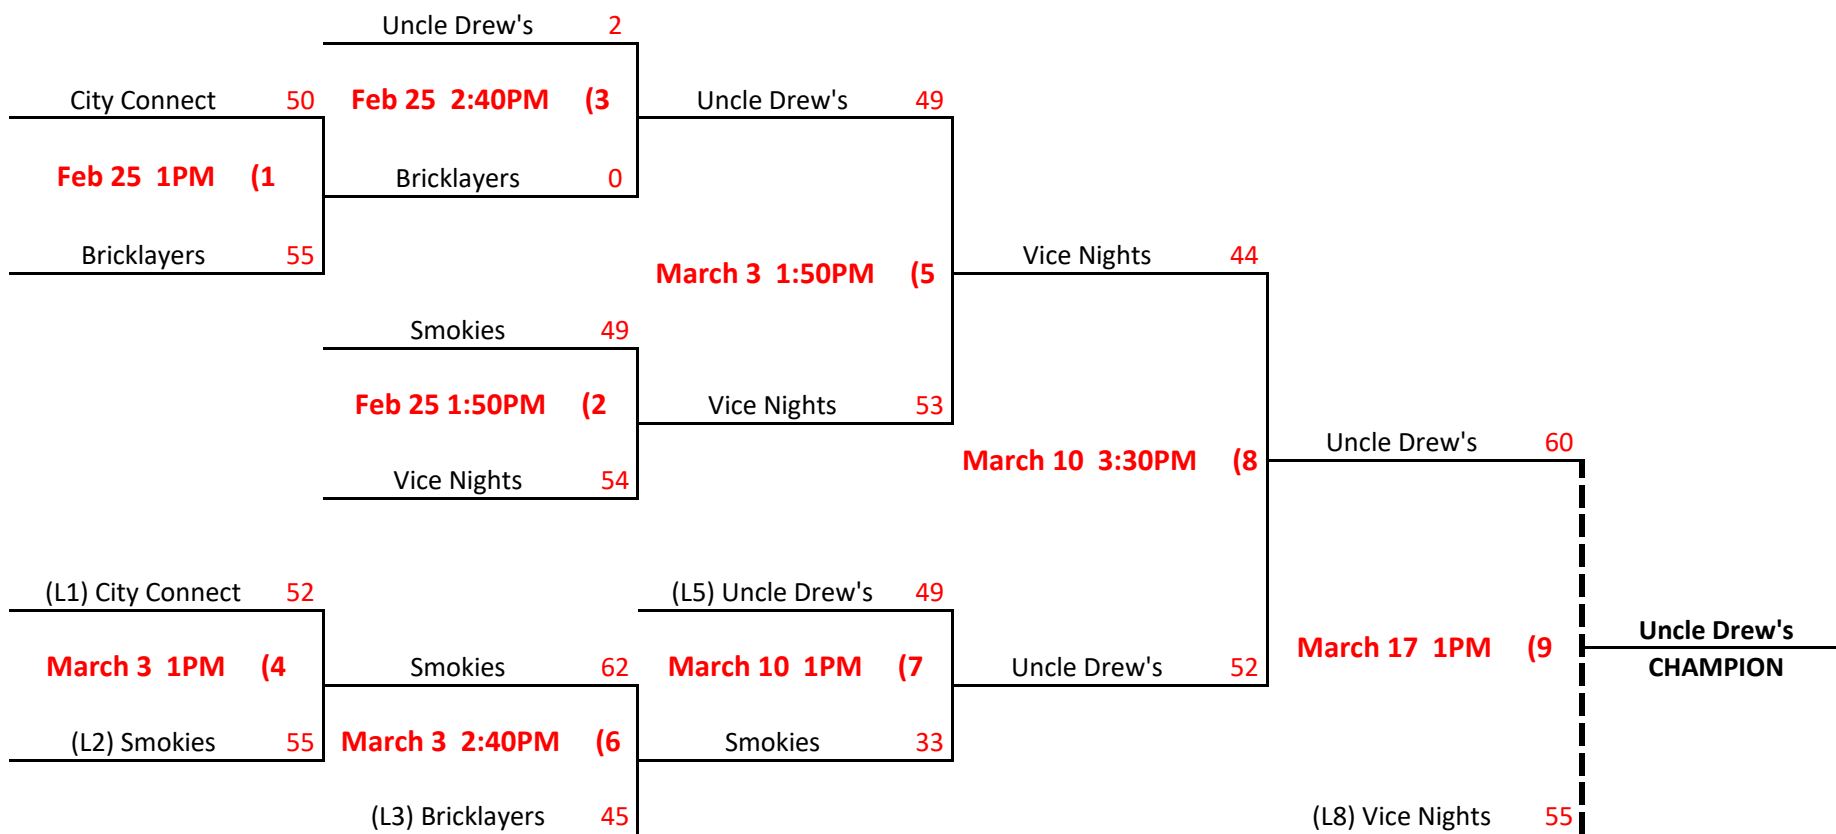 Uncle Drew's 2
City Connect 50 Feb 25 2:40PM (3 Uncle Drew's 49
Feb 25 1PM (1 Bricklayers 0
Bricklayers 55 Vice Nights 44
March 3 1:50PM (5
Smokies 49
Feb 25 1:50PM (2 Vice Nights 53
Uncle Drew's 60
March 10 3:30PM (8
Vice Nights 54
(L1) City Connect 52 (L5) Uncle Drew's 49
Uncle Drew's
March 17 1PM (9
March 3 1PM (4 Smokies 62 March 10 1PM (7 Uncle Drew's 52 CHAMPION
(L2) Smokies 55 March 3 2:40PM (6 Smokies 33
(L3) Bricklayers 45 (L8) Vice Nights 55